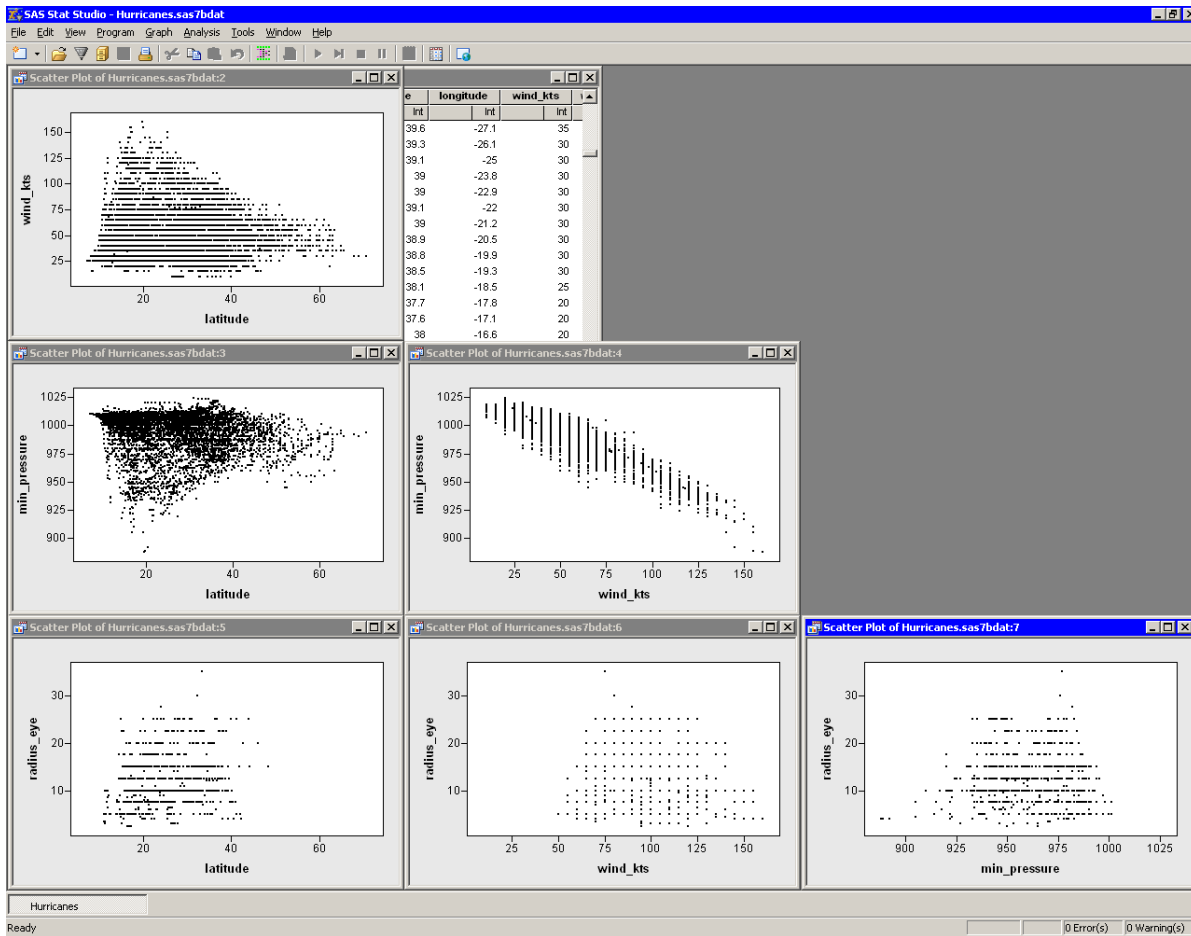 SAS Stat Studio - Hurricanes.sas7bdat
File Edit View Program Graph Analysis Tools Window Help
Scatter Plot of Hurricanes.sas7bdat:2
150
125
100
75
50
25
wind_kts
20 40 60
latitude
e longitude wind_kts
Int Int Int
39.6 -27.1 35
39.3 -26.1 30
39.1 -25 30
39 -23.8 30
39 -22.9 30
39.1 -22 30
39 -21.2 30
38.9 -20.5 30
38.8 -19.9 30
38.5 -19.3 30
38.1 -18.5 25
37.7 -17.8 20
37.6 -17.1 20
38 -16.6 20
Scatter Plot of Hurricanes.sas7bdat:3
1025
1000
975
950
925
900
min_pressure
20 40 60
latitude
Scatter Plot of Hurricanes.sas7bdat:4
1025
1000
975
950
925
900
min_pressure
25 50 75 100 125 150
wind_kts
Scatter Plot of Hurricanes.sas7bdat:5
30
20
10
radius_eye
20 40 60
latitude
Scatter Plot of Hurricanes.sas7bdat:6
30
20
10
radius_eye
25 50 75 100 125 150
wind_kts
Scatter Plot of Hurricanes.sas7bdat:7
30
20
10
radius_eye
900 925 950 975 1000 1025
min_pressure
Hurricanes
Ready 0 Error(s) 0 Warning(s)